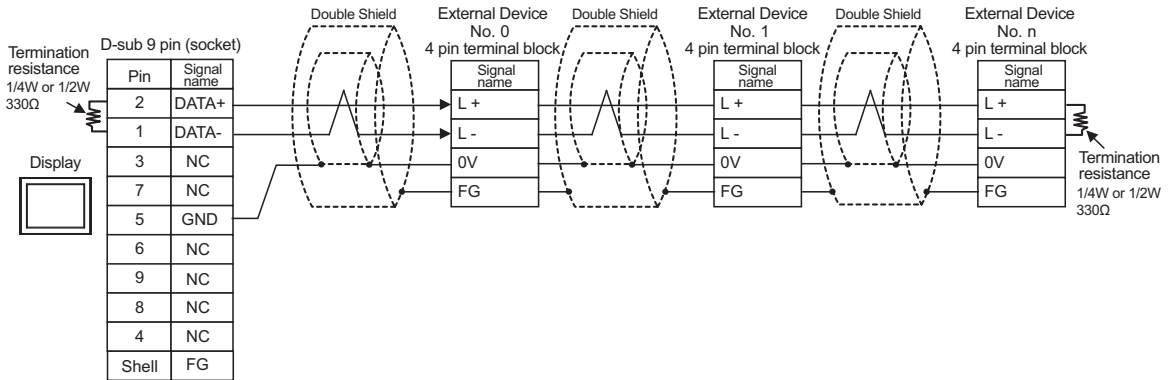 Double Shield
External Device
No. 0
4 pin terminal block
Double Shield
External Device
No. 1
4 pin terminal block
Double Shield
External Device
No. n
4 pin terminal block
Termination
resistance
1/4W or 1/2W
330Ω
Display
D-sub 9 pin (socket)
Pin Signal name
2 DATA+
1 DATA-
3 NC
7 NC
5 GND
6 NC
9 NC
8 NC
4 NC
Shell FG
Signal
name
L +
L -
0V
FG
Signal
name
L +
L -
0V
FG
Signal
name
L +
L -
0V
FG
Termination
resistance
1/4W or 1/2W
330Ω